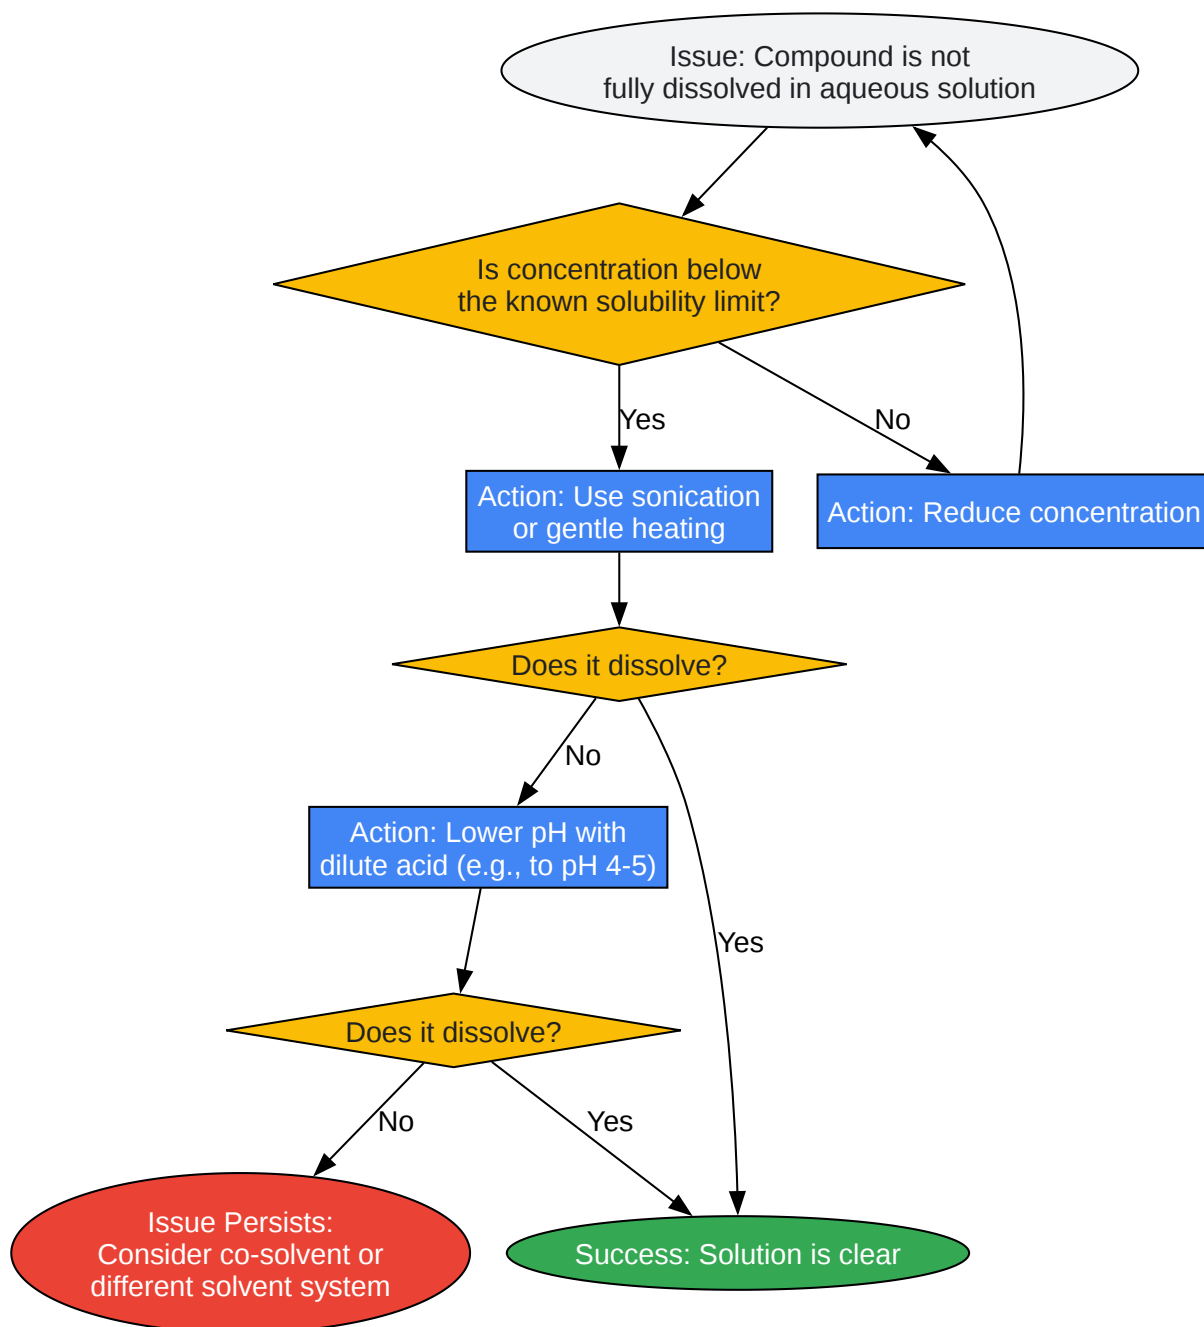 Issue: Compound is not
fully dissolved in aqueous solution
Is concentration below
the known solubility limit?
Yes
No
Action: Use sonication
or gentle heating
Action: Reduce concentration
Does it dissolve?
No
Action: Lower pH with
dilute acid (e.g., to pH 4-5)
Yes
Does it dissolve?
No
Yes
Issue Persists:
Consider co-solvent or
different solvent system
Success: Solution is clear